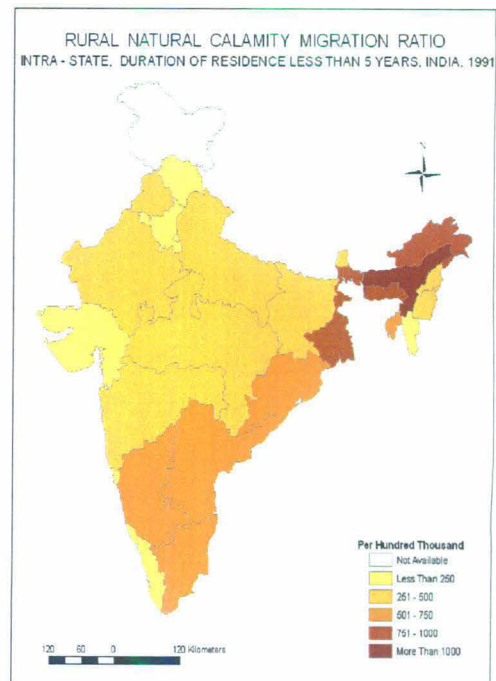 RURAL NATURAL CALAMITY MIGRATION RATIO
INTRA - STATE, DURATION OF RESIDENCE LESS THAN 5 YEARS, INDIA, 1991
N
Per Hundred Thousand
Not Available
Less Than 250
251 - 500
501 - 750
751 - 1000
More Than 1000
120 60 0 120 Kilometers